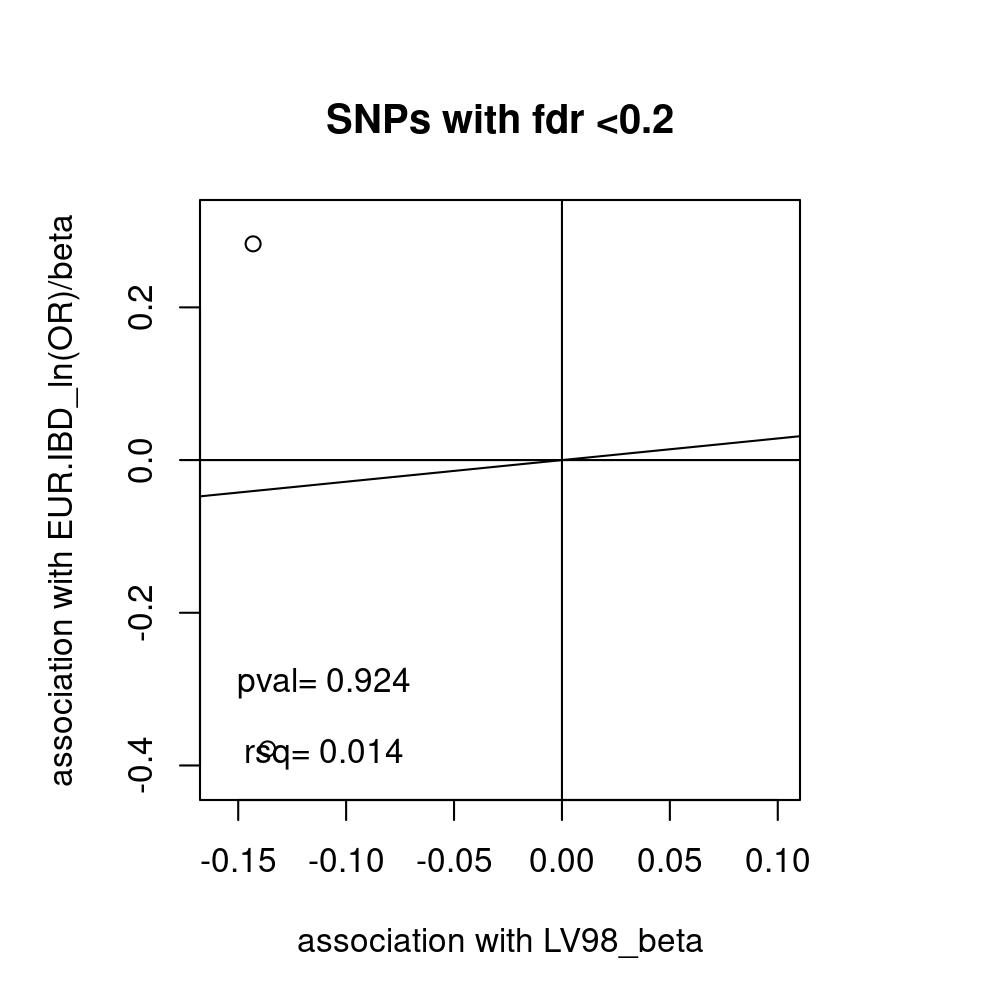 SNPs with fdr <0.2
association with EUR.IBD_ln(OR)/beta
0.2
0.0
-0.2
-0.4
pval= 0.924
rsq= 0.014
-0.15 -0.10 -0.05 0.00 0.05 0.10
association with LV98_beta